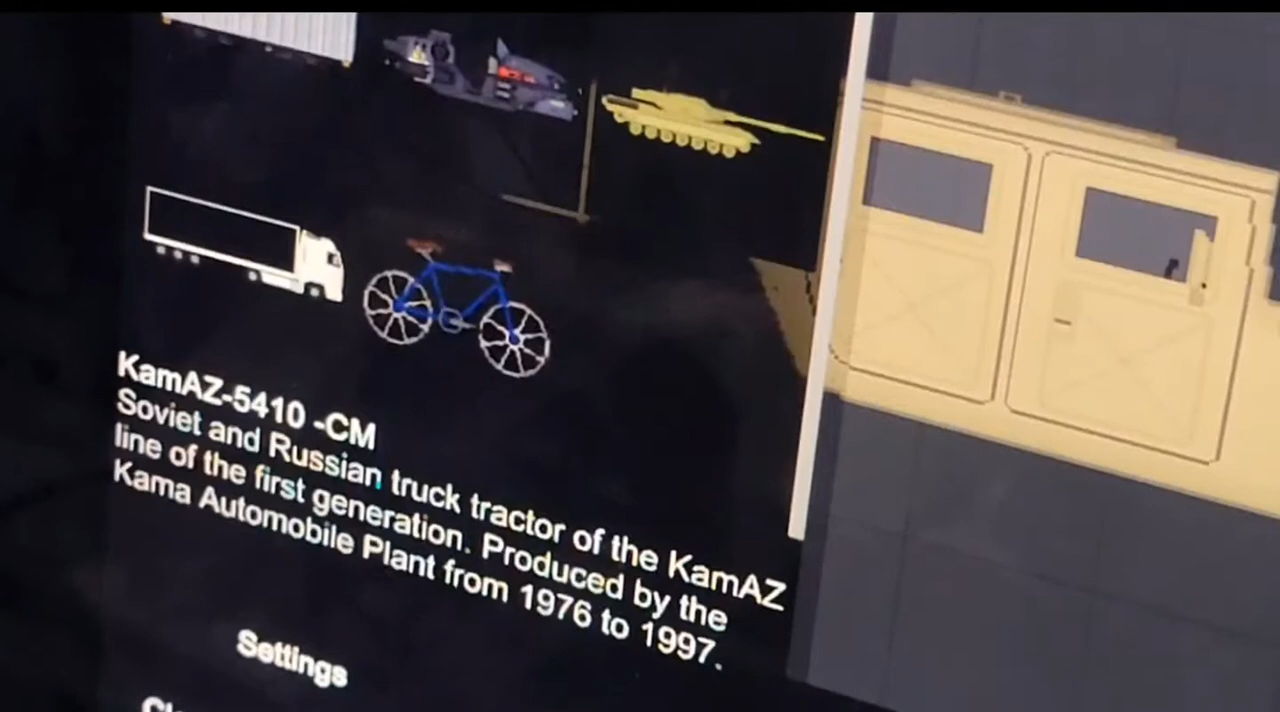 KamAZ-5410 -CM
Soviet and Russian truck tractor of the KamAZ
line of the first generation. Produced by the
Kama Automobile Plant from 1976 to 1997.
Settings